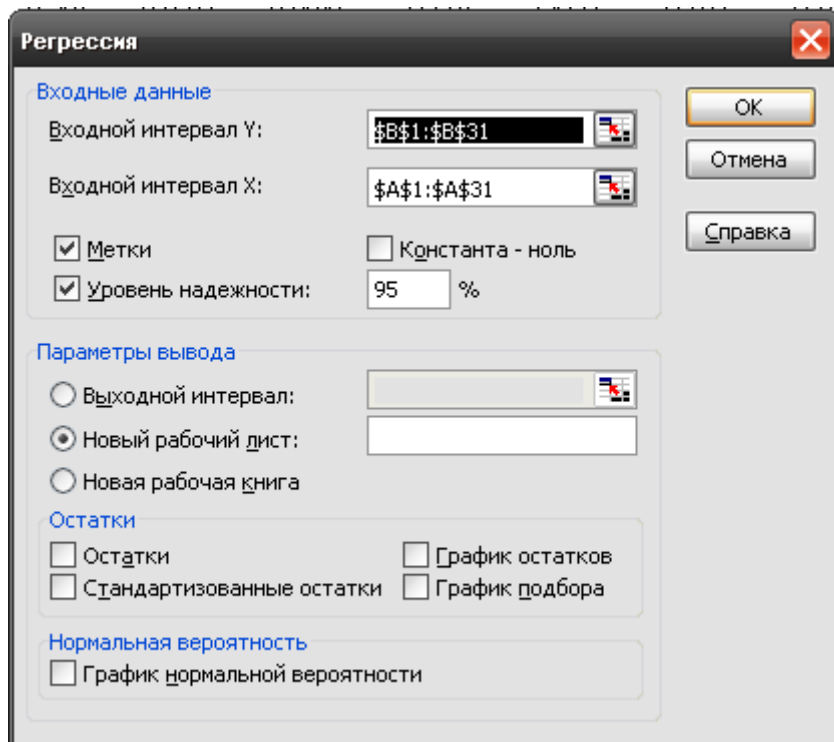 Регрессия
Входные данные
Входной интервал Y: $B$1:$B$31
Входной интервал X: $A$1:$A$31
Метки Константа - ноль
Уровень надежности: 95 %
ОК
Отмена
Справка
Параметры вывода
Выходной интервал:
Новый рабочий лист:
Новая рабочая книга
Остатки
Остатки График остатков
Стандартизованные остатки График подбора
Нормальная вероятность
График нормальной вероятности